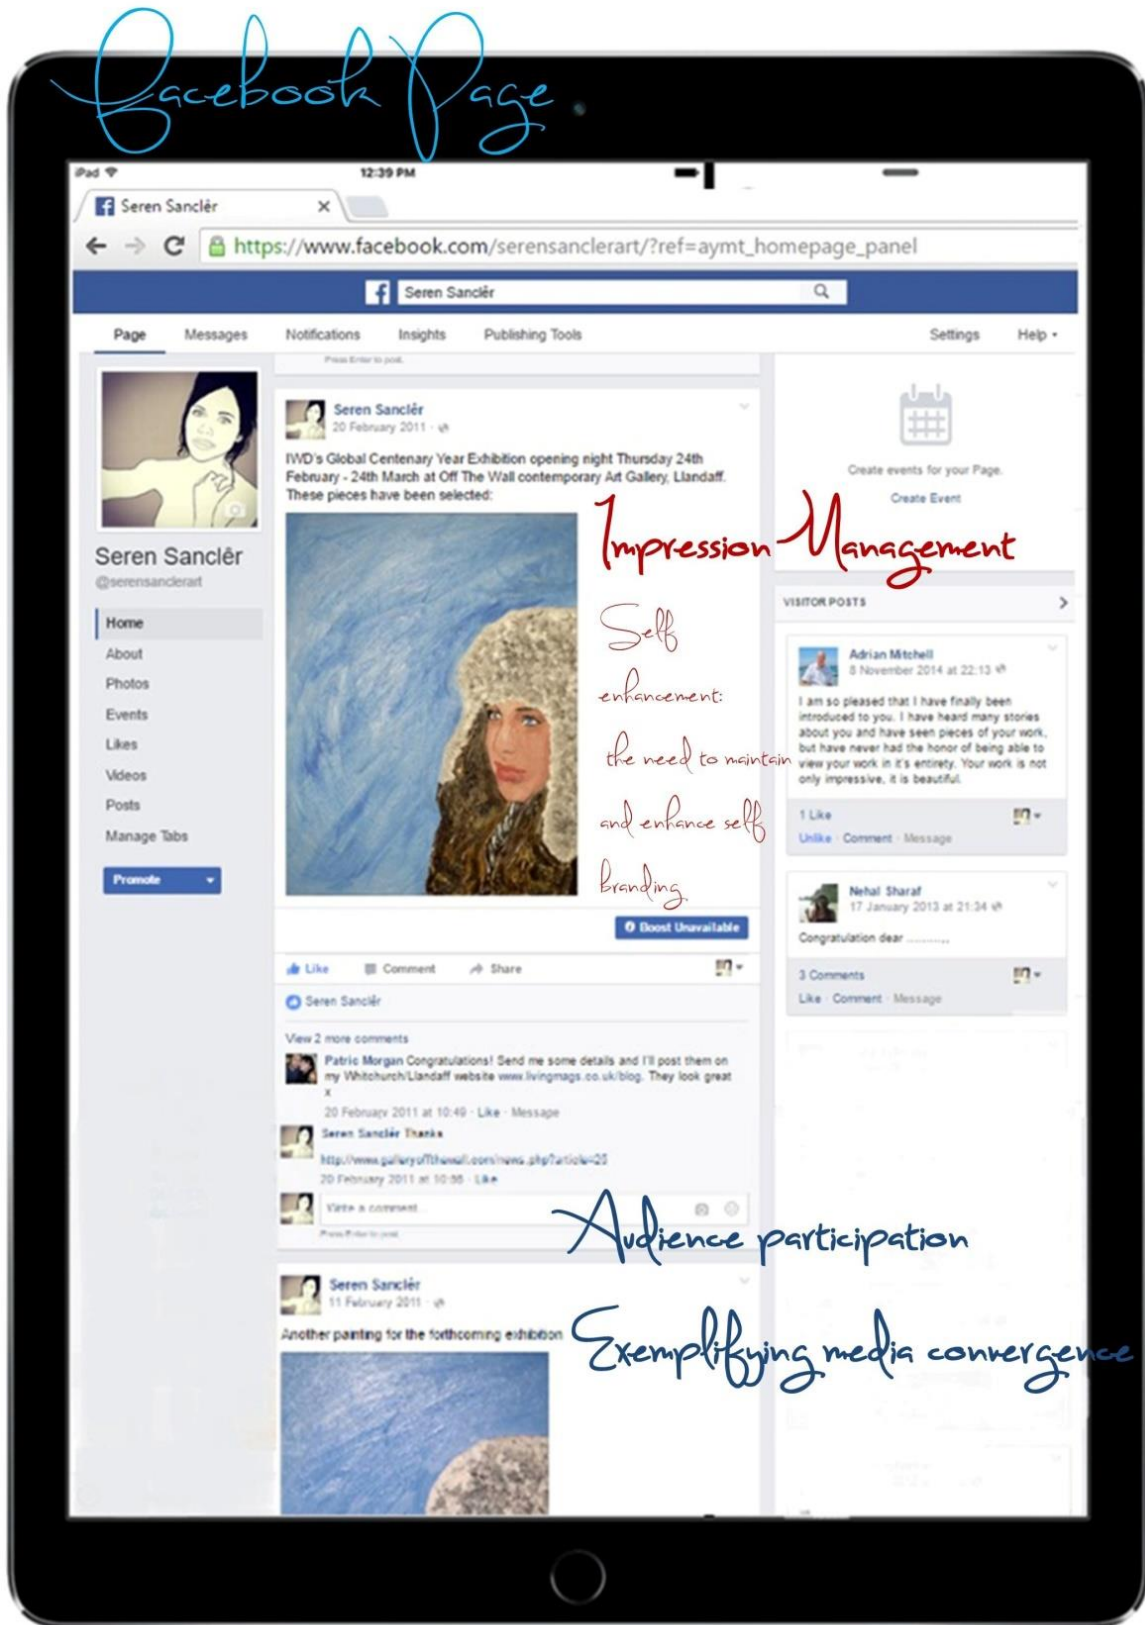 Facebook Page
iPad
12:39 PM
Seren Sanclêr
https://www.facebook.com/serensanclerart/?ref=aymt_homepage_panel
Seren Sanclêr
Page Messages Notifications Insights Publishing Tools Settings Help
Press Enter to post.
Seren Sanclêr
@serensanclerart
Home
About
Photos
Events
Likes
Videos
Posts
Manage Tabs
Promote
Seren Sanclêr
20 February 2011
IWD's Global Centenary Year Exhibition opening night Thursday 24th
February - 24th March at Off The Wall contemporary Art Gallery, Llandaff.
These pieces have been selected:
Impression Management
Self
enhancement:
the need to maintain
and enhance self
branding
Boost Unavailable
Like Comment Share
Seren Sanclêr
View 2 more comments
Patric Morgan Congratulations! Send me some details and I'll post them on
my Whitchurch/Llandaff website www.livingmags.co.uk/blog. They look great
x
20 February 2011 at 10:49 · Like · Message
Seren Sanclêr Thanks
20 February 2011 at · Like
Write a comment...
Press Enter to post.
Audience participation
Seren Sanclêr
11 February 2011
Another painting for the forthcoming exhibition
Exemplifying media convergence
Create events for your Page.
Create Event
VISITOR POSTS
Adrian Mitchell
8 November 2014 at 22:13
I am so pleased that I have finally been
introduced to you. I have heard many stories
about you and have seen pieces of your work,
but have never had the honor of being able to
view your work in it's entirety. Your work is not
only impressive, it is beautiful.
1 Like
Unlike · Comment · Message
Nehal Sharaf
17 January 2013 at 21:34
Congratulation dear ...........,,
3 Comments
Like · Comment · Message